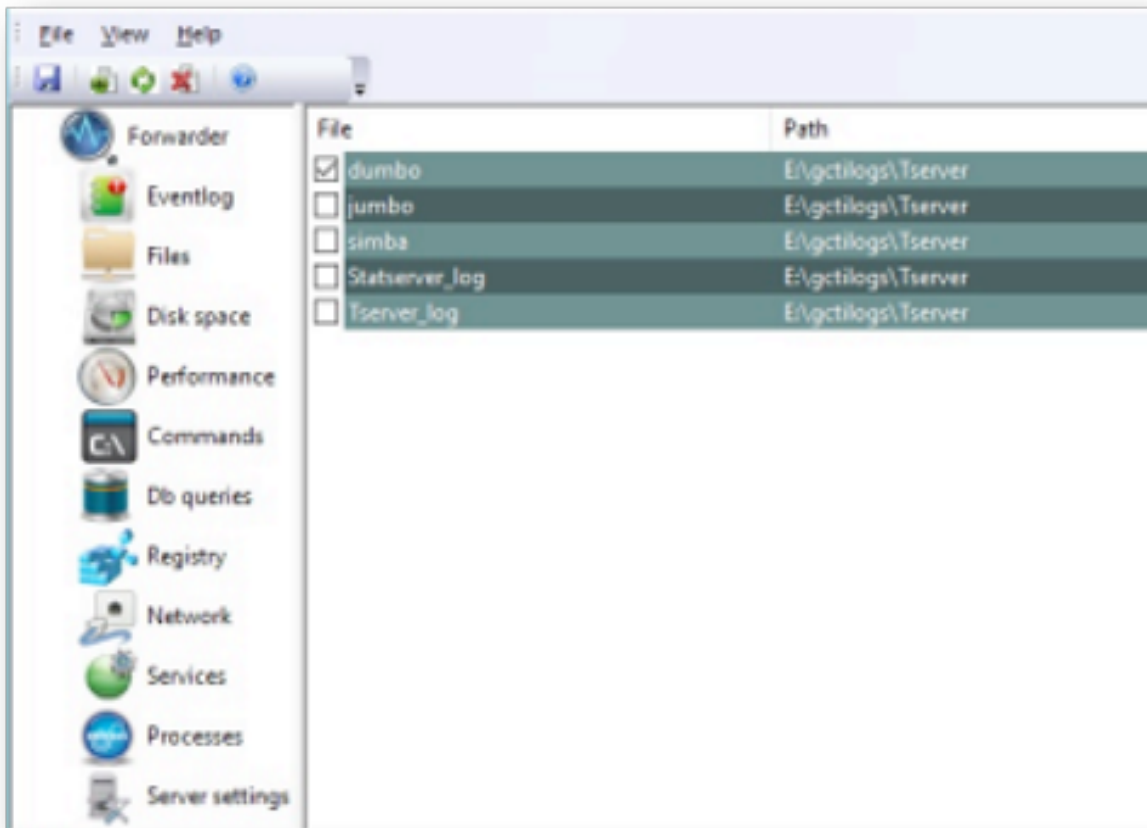 File View Help
Forwarder
Eventlog
Files
Disk space
Performance
Commands
C:\
Db queries
Registry
Network
Services
Processes
Server settings
File Path
dumbo E:\gctilogs\Tserver
jumbo E:\gctilogs\Tserver
simba E:\gctilogs\Tserver
Statserver_log E:\gctilogs\Tserver
Tserver_log E:\gctilogs\Tserver